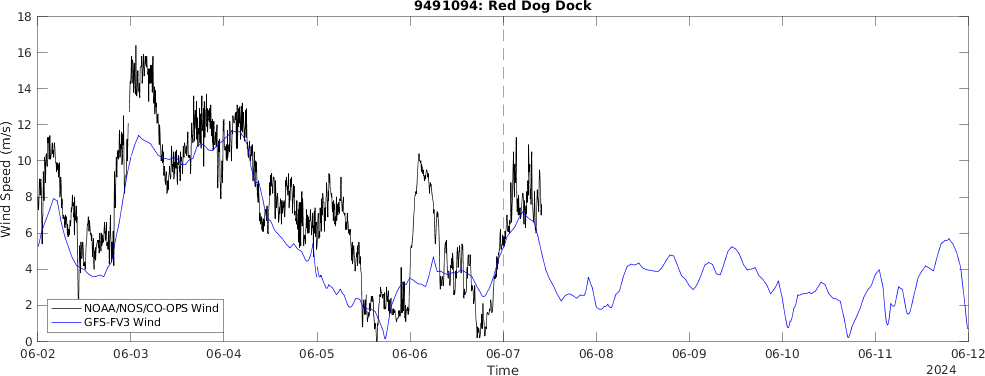 9491094: Red Dog Dock
18
16
14
12
10
8
6
4
2
0
Wind Speed (m/s)
NOAA/NOS/CO-OPS Wind
GFS-FV3 Wind
06-02 06-03 06-04 06-05 06-06 06-07 06-08 06-09 06-10 06-11 06-12
Time
2024